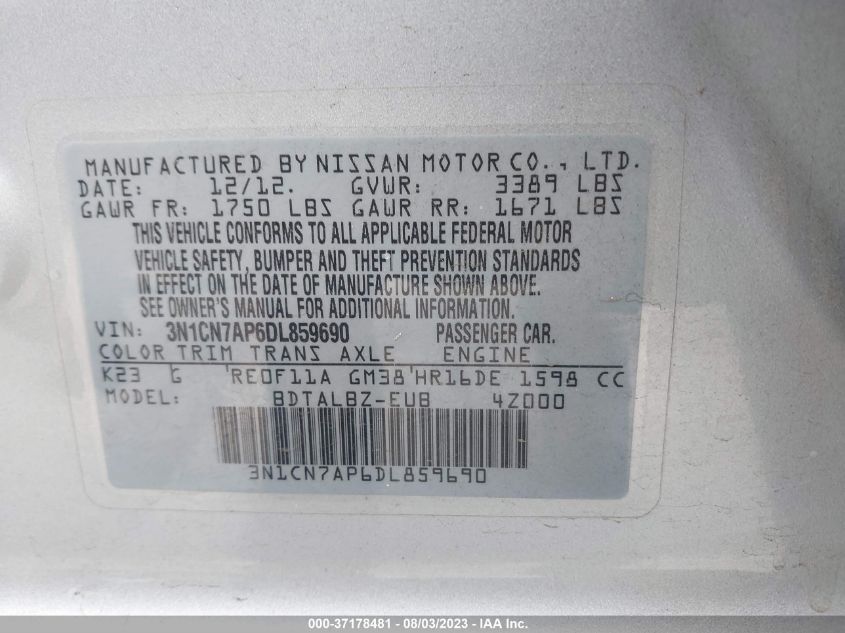 MANUFACTURED BY NISSAN MOTOR CO., LTD.
DATE: 12/12. GVWR: 3389 LBS
GAWR FR: 1750 LBS GAWR RR: 1671 LBS
THIS VEHICLE CONFORMS TO ALL APPLICABLE FEDERAL MOTOR
VEHICLE SAFETY, BUMPER AND THEFT PREVENTION STANDARDS
IN EFFECT ON THE DATE OF MANUFACTURE SHOWN ABOVE.
SEE OWNER'S MANUAL FOR ADDITIONAL INFORMATION.
VIN: 3N1CN7AP6DL859690 PASSENGER CAR.
COLOR TRIM TRANS AXLE ENGINE
K23 G RE0F11A GM38 HR16DE 1598 CC
MODEL: BDTALBZ-EUB 4Z000
3N1CN7AP6DL859690
000-37178481 - 08/03/2023 - IAA Inc.